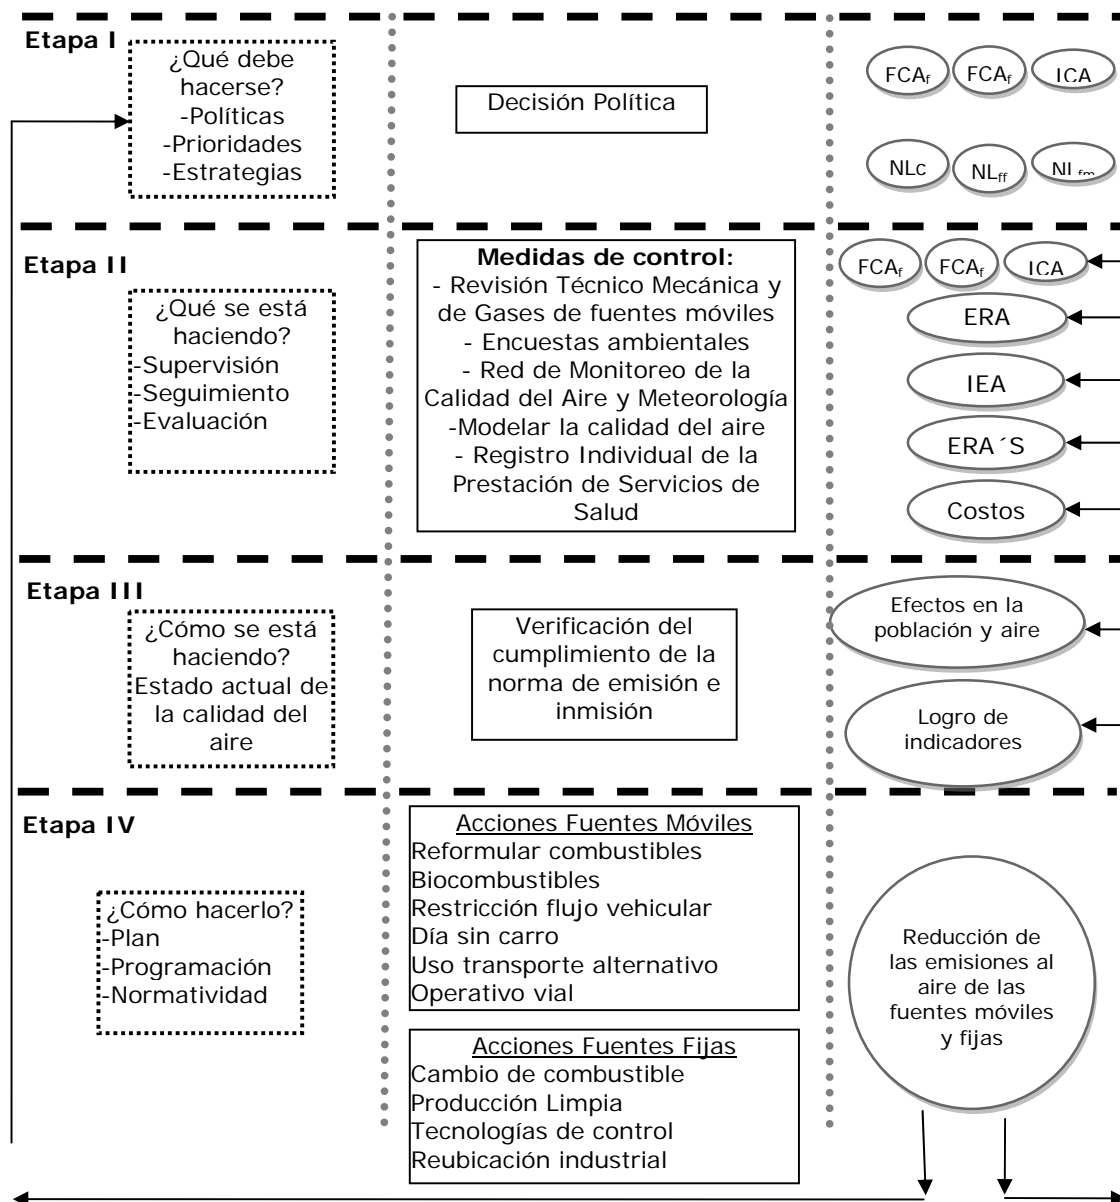 Etapa I
¿Qué debe
hacerse?
-Políticas
-Prioridades
-Estrategias
Decisión Política
FCAf
FCAf
ICA
NLc
NLff
NLfm
Etapa II
¿Qué se está
haciendo?
-Supervisión
-Seguimiento
-Evaluación
Medidas de control:
- Revisión Técnico Mecánica y
de Gases de fuentes móviles
- Encuestas ambientales
- Red de Monitoreo de la
Calidad del Aire y Meteorología
-Modelar la calidad del aire
- Registro Individual de la
Prestación de Servicios de
Salud
FCAf
FCAf
ICA
ERA
IEA
ERA´S
Costos
Etapa III
¿Cómo se está
haciendo?
Estado actual de
la calidad del
aire
Verificación del
cumplimiento de la
norma de emisión e
inmisión
Efectos en la
población y aire
Logro de
indicadores
Etapa IV
¿Cómo hacerlo?
-Plan
-Programación
-Normatividad
Acciones Fuentes Móviles
Reformular combustibles
Biocombustibles
Restricción flujo vehicular
Día sin carro
Uso transporte alternativo
Operativo vial
Acciones Fuentes Fijas
Cambio de combustible
Producción Limpia
Tecnologías de control
Reubicación industrial
Reducción de
las emisiones al
aire de las
fuentes móviles
y fijas